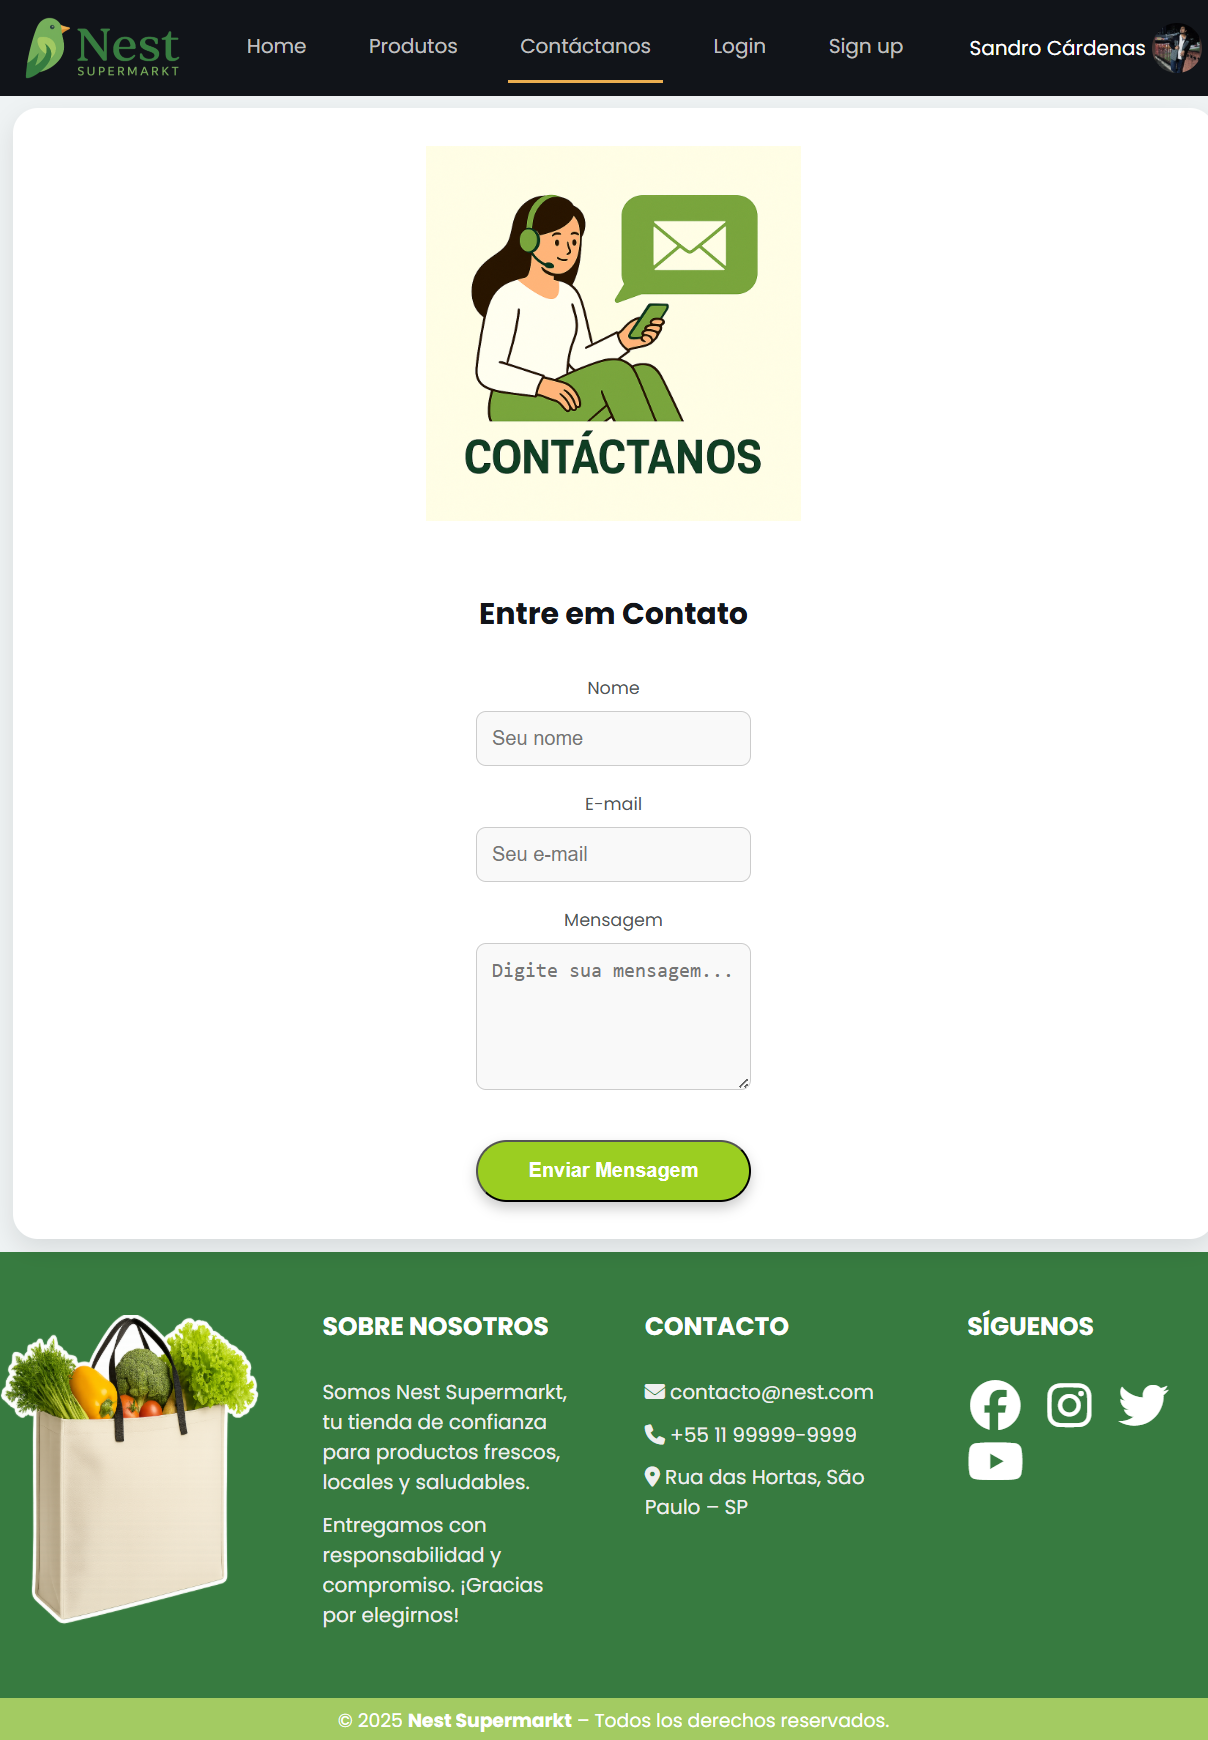 Nest
SUPERMARKT
Home
Produtos
Contáctanos
Login
Sign up
Sandro Cárdenas
CONTÁCTANOS
Entre em Contato
Nome
Seu nome
E-mail
Seu e-mail
Mensagem
Digite sua mensagem...
Enviar Mensagem
SOBRE NOSOTROS
Somos Nest Supermarkt,
tu tienda de confianza
para productos frescos,
locales y saludables.
Entregamos con
responsabilidad y
compromiso. ¡Gracias
por elegirnos!
CONTACTO
contacto@nest.com
+55 11 99999-9999
Rua das Hortas, São
Paulo – SP
SÍGUENOS
© 2025 Nest Supermarkt – Todos los derechos reservados.